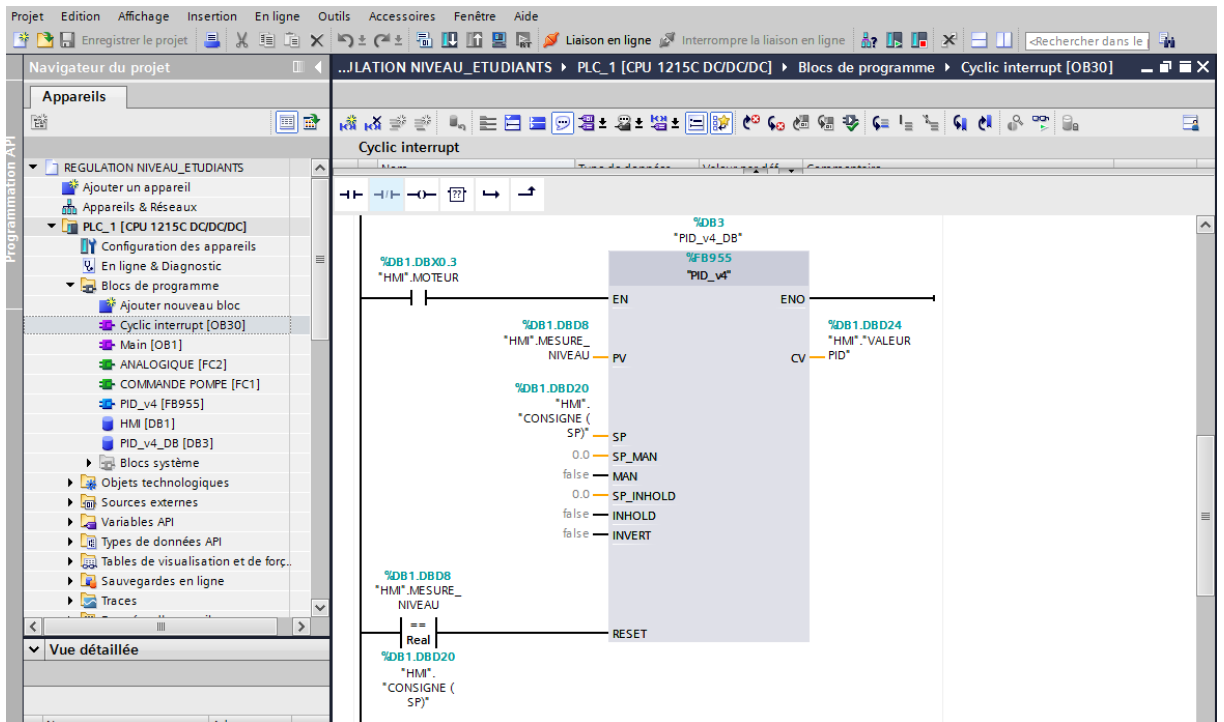 Projet Edition Affichage Insertion En ligne Outils Accessoires Fenêtre Aide
Enregistrer le projet Liaison en ligne Interrompre la liaison en ligne <Rechercher dans le
Programmation API
Navigateur du projet
...JLATION NIVEAU_ETUDIANTS PLC_1 [CPU 1215C DC/DC/DC] Blocs de programme Cyclic interrupt [OB30]
Appareils
REGULATION NIVEAU_ETUDIANTS
Ajouter un appareil
Appareils & Réseaux
PLC_1 [CPU 1215C DC/DC/DC]
Configuration des appareils
En ligne & Diagnostic
Blocs de programme
Ajouter nouveau bloc
Cyclic interrupt [OB30]
Main [OB1]
ANALOGIQUE [FC2]
COMMANDE POMPE [FC1]
PID_v4 [FB955]
HMI [DB1]
PID_v4_DB [DB3]
Blocs système
Objets technologiques
Sources externes
Variables API
Types de données API
Tables de visualisation et de forç..
Sauvegardes en ligne
Traces
Vue détaillée
Cyclic interrupt
??
%DB3
"PID_v4_DB"
%FB955
"PID_v4"
%DB1.DBX0.3
"HMI".MOTEUR
EN ENO
%DB1.DBD8
"HMI".MESURE_
NIVEAU
PV
%DB1.DBD24
"HMI"."VALEUR
PID"
CV
%DB1.DBD20
"HMI".
"CONSIGNE (
SP)"
SP
0.0 SP_MAN
false MAN
0.0 SP_INHOLD
false INHOLD
false INVERT
%DB1.DBD8
"HMI".MESURE_
NIVEAU
==
Real
RESET
%DB1.DBD20
"HMI".
"CONSIGNE (
SP)"